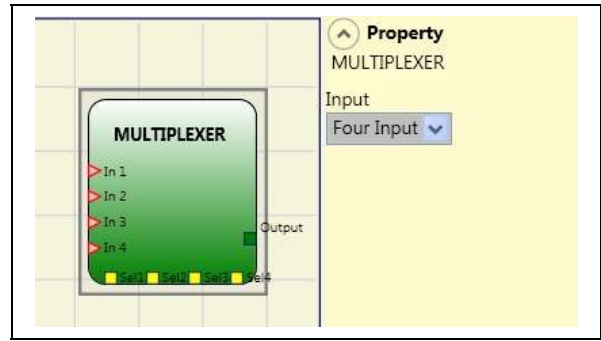 Property
MULTIPLEXER
Input
Four Input
MULTIPLEXER
In 1
In 2
In 3
In 4
Output
Sel1 Sel2 Sel3 Sel4